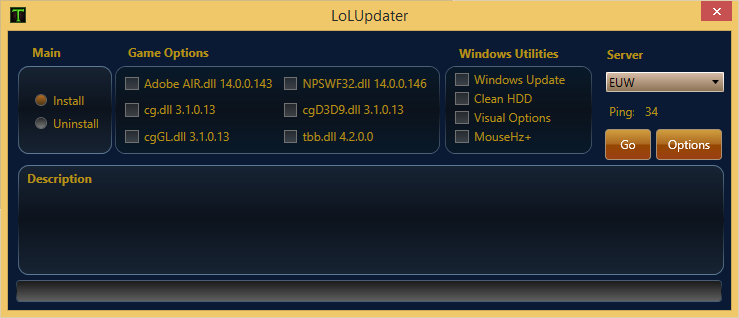 T
LoLUpdater
Main
Install
Uninstall
Game Options
Adobe AIR.dll 14.0.0.143
NPSWF32.dll 14.0.0.146
cg.dll 3.1.0.13
cgD3D9.dll 3.1.0.13
cgGL.dll 3.1.0.13
tbb.dll 4.2.0.0
Windows Utilities
Windows Update
Clean HDD
Visual Options
MouseHz+
Server
EUW
Ping: 34
Go
Options
Description